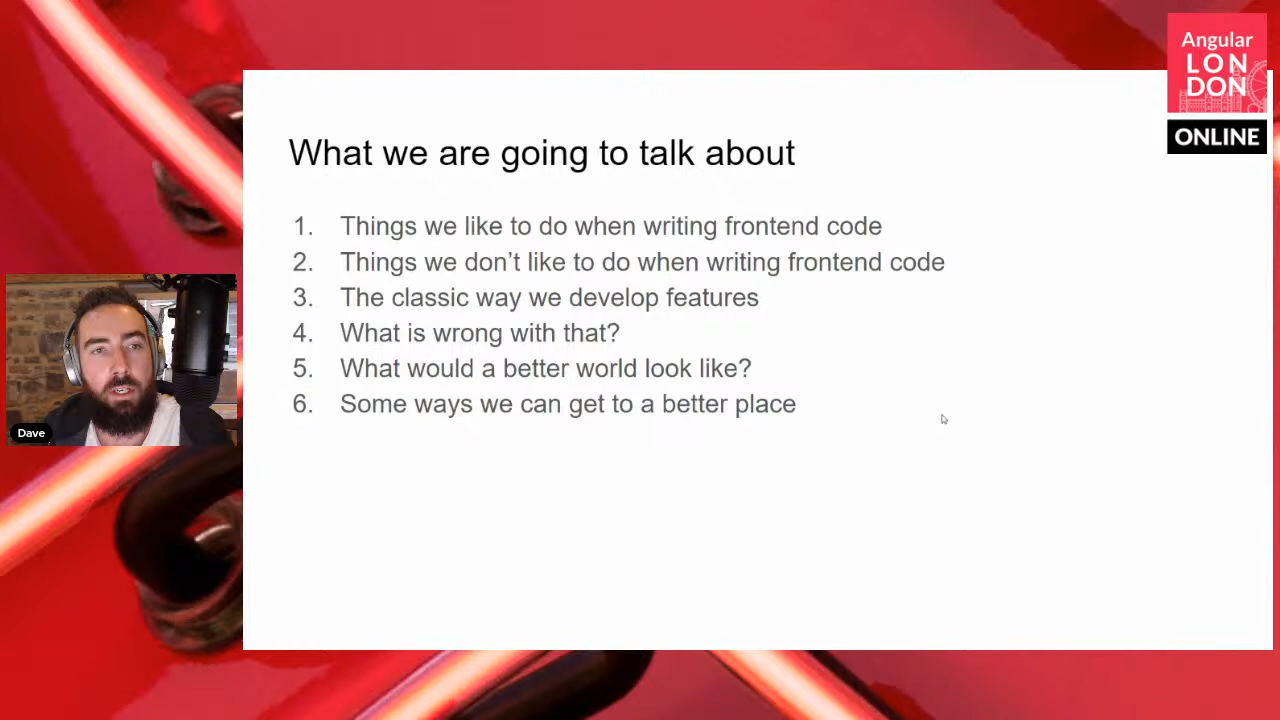 Angular
LON
DON
ONLINE
What we are going to talk about
1. Things we like to do when writing frontend code
2. Things we don’t like to do when writing frontend code
3. The classic way we develop features
4. What is wrong with that?
5. What would a better world look like?
6. Some ways we can get to a better place
Dave